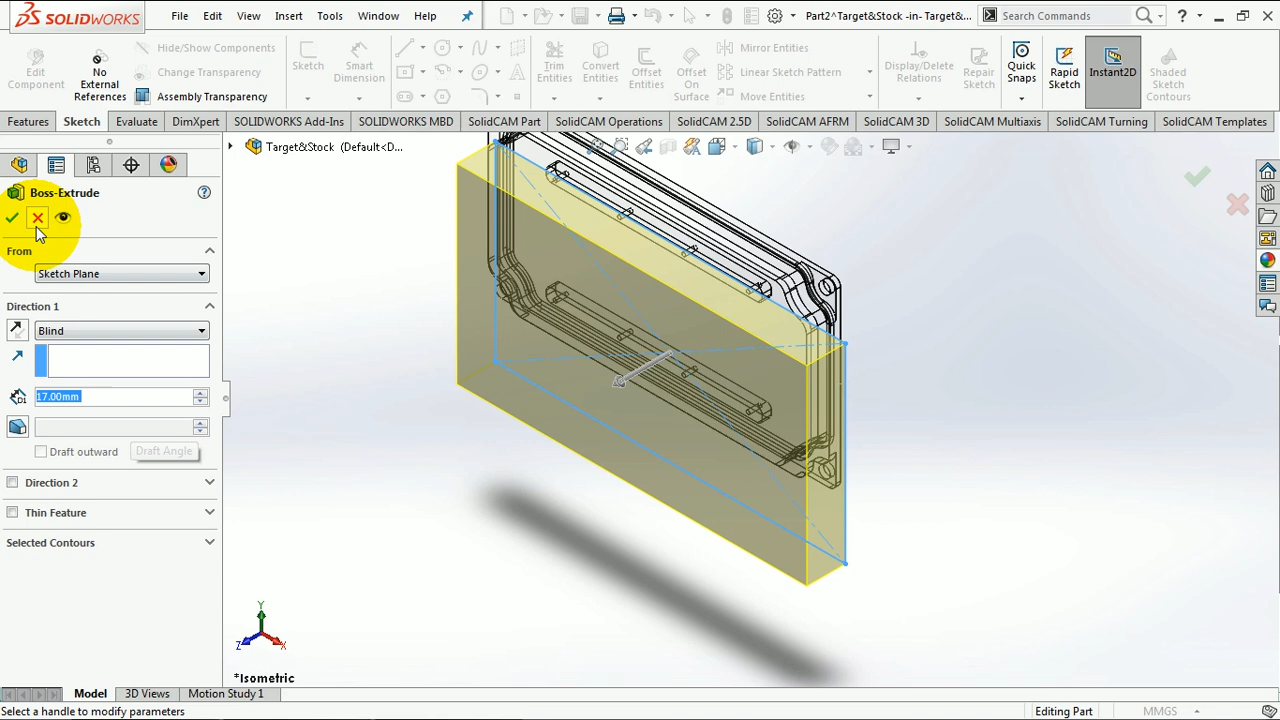 SOLIDWORKS File Edit View Insert Tools Window Help Part2^Target&Stock -in- Target&... Search Commands ?
Edit Component
No External References
Hide/Show Components
Change Transparency
Assembly Transparency
Sketch
Smart Dimension
Trim Entities
Convert Entities
Offset Entities
Offset On Surface
Mirror Entities
Linear Sketch Pattern
Move Entities
Display/Delete Relations
Repair Sketch
Quick Snaps
Rapid Sketch
Instant2D
Shaded Sketch Contours
Features Sketch Evaluate DimXpert SOLIDWORKS Add-Ins SOLIDWORKS MBD SolidCAM Part SolidCAM Operations SolidCAM 2.5D SolidCAM AFRM SolidCAM 3D SolidCAM Multiaxis SolidCAM Turning SolidCAM Templates
Target&Stock (Default<D...
Boss-Extrude
From
Sketch Plane
Direction 1
Blind
D1 17.00mm
Draft outward Draft Angle
Direction 2
Thin Feature
Selected Contours
Y
Z X
*Isometric
Model 3D Views Motion Study 1
Select a handle to modify parameters Editing Part MMGS